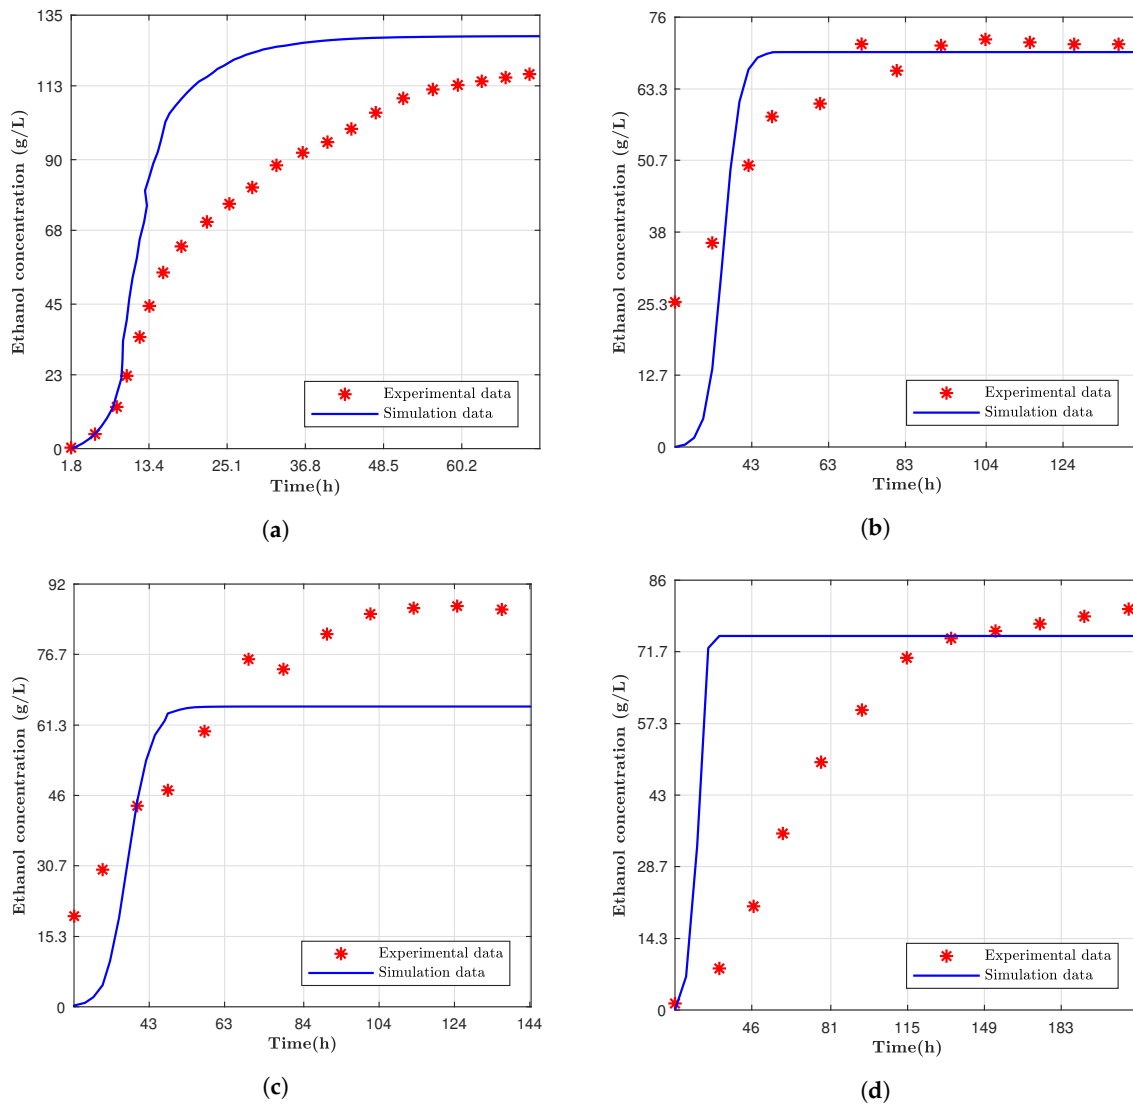 135
113
90
68
45
23
0
Ethanol concentration (g/L)
Experimental data
Simulation data
1.8 13.4 25.1 36.8 48.5 60.2
Time(h)
(a)
76
63.3
50.7
38
25.3
12.7
0
Ethanol concentration (g/L)
Experimental data
Simulation data
43 63 83 104 124
Time(h)
(b)
92
76.7
61.3
46
30.7
15.3
0
Ethanol concentration (g/L)
Experimental data
Simulation data
43 63 84 104 124 144
Time(h)
(c)
86
71.7
57.3
43
28.7
14.3
0
Ethanol concentration (g/L)
Experimental data
Simulation data
46 81 115 149 183
Time(h)
(d)